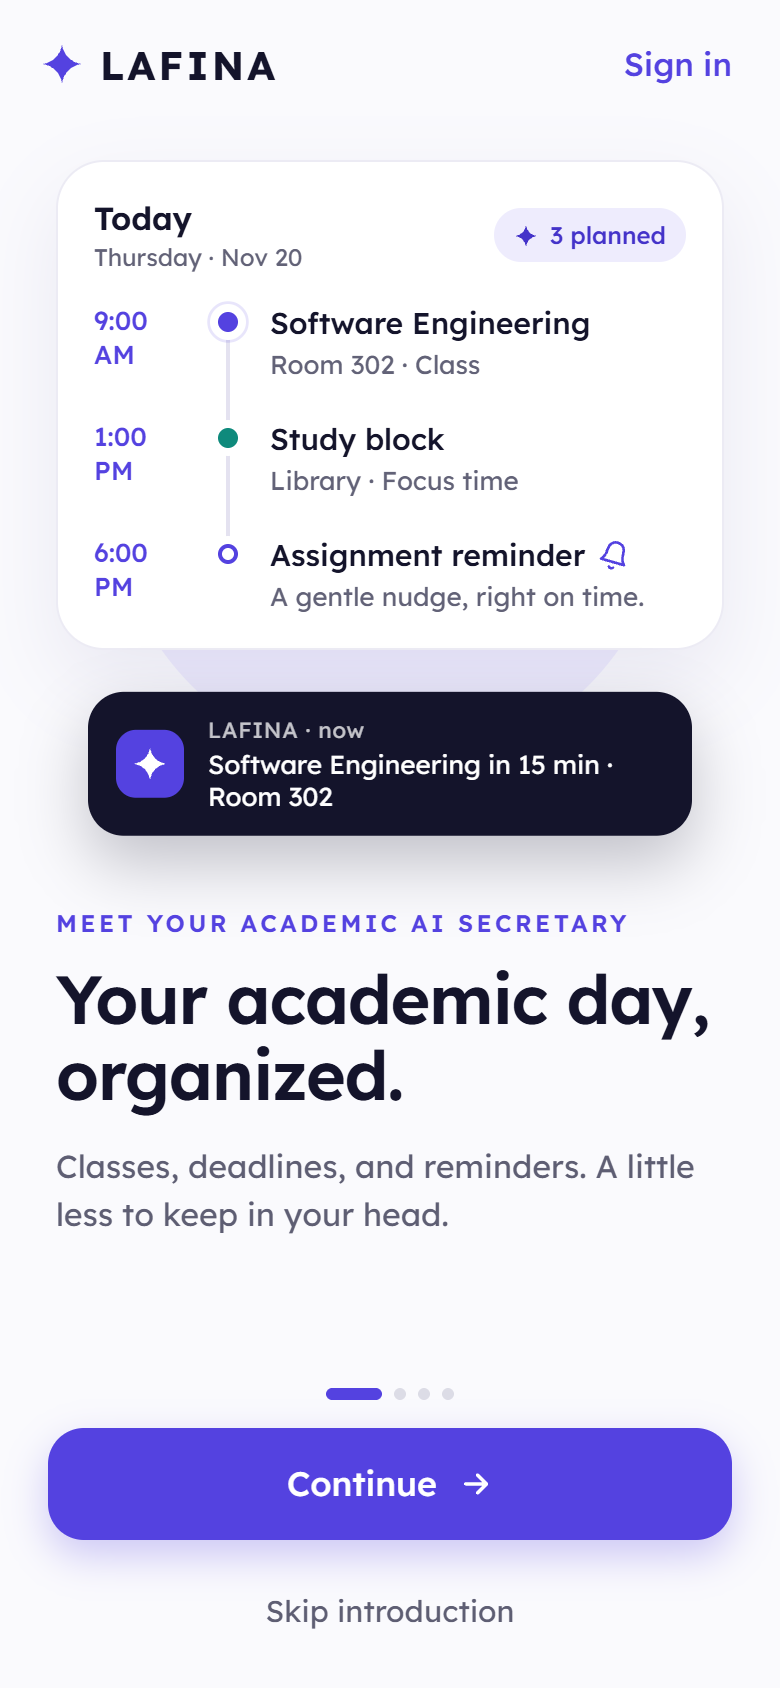 LAFINA
Sign in
Today
Thursday · Nov 20
3 planned
9:00
AM
Software Engineering
Room 302 · Class
1:00
PM
Study block
Library · Focus time
6:00
PM
Assignment reminder
A gentle nudge, right on time.
LAFINA · now
Software Engineering in 15 min ·
Room 302
MEET YOUR ACADEMIC AI SECRETARY
Your academic day,
organized.
Classes, deadlines, and reminders. A little
less to keep in your head.
Continue
Skip introduction